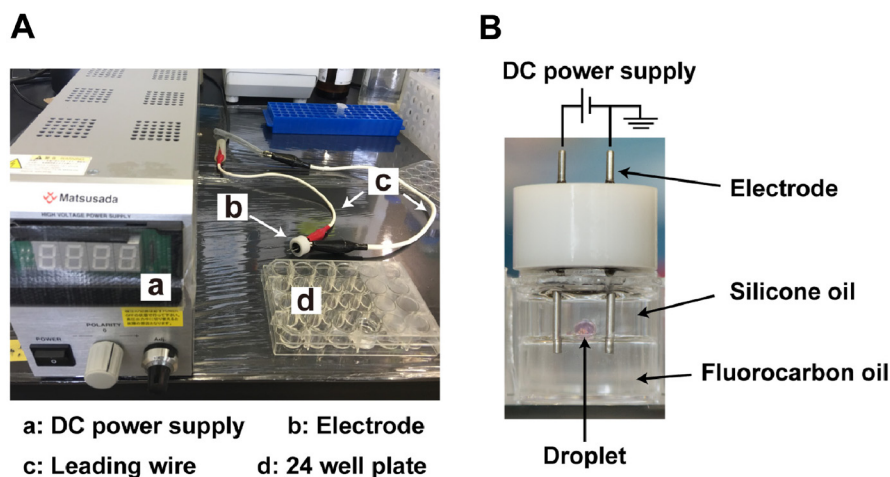 A
B
DC power supply
Matsusada
HIGH VOLTAGE POWER SUPPLY
POLARITY
POWER
a
b
c
d
Electrode
Silicone oil
Fluorocarbon oil
Droplet
a: DC power supply b: Electrode
c: Leading wire d: 24 well plate